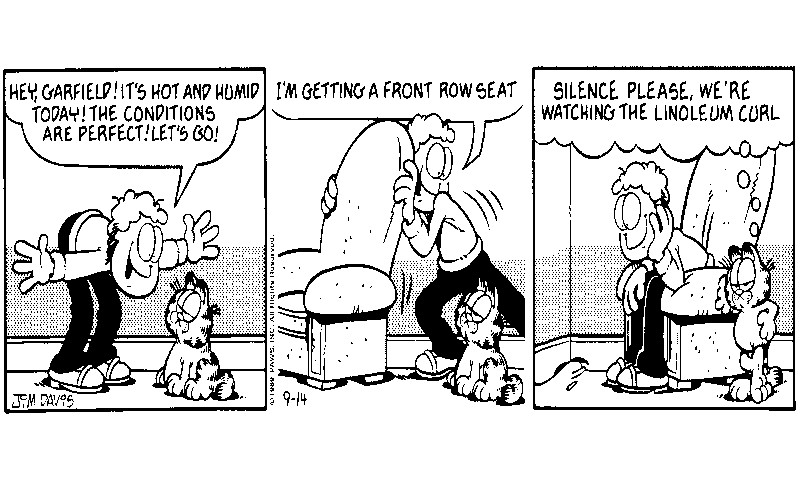 HEY, GARFIELD! IT'S HOT AND HUMID
TODAY! THE CONDITIONS
ARE PERFECT! LET'S GO!
JIM DAVIS
I'M GETTING A FRONT ROW SEAT
9-14
SILENCE PLEASE, WE'RE
WATCHING THE LINOLEUM CURL